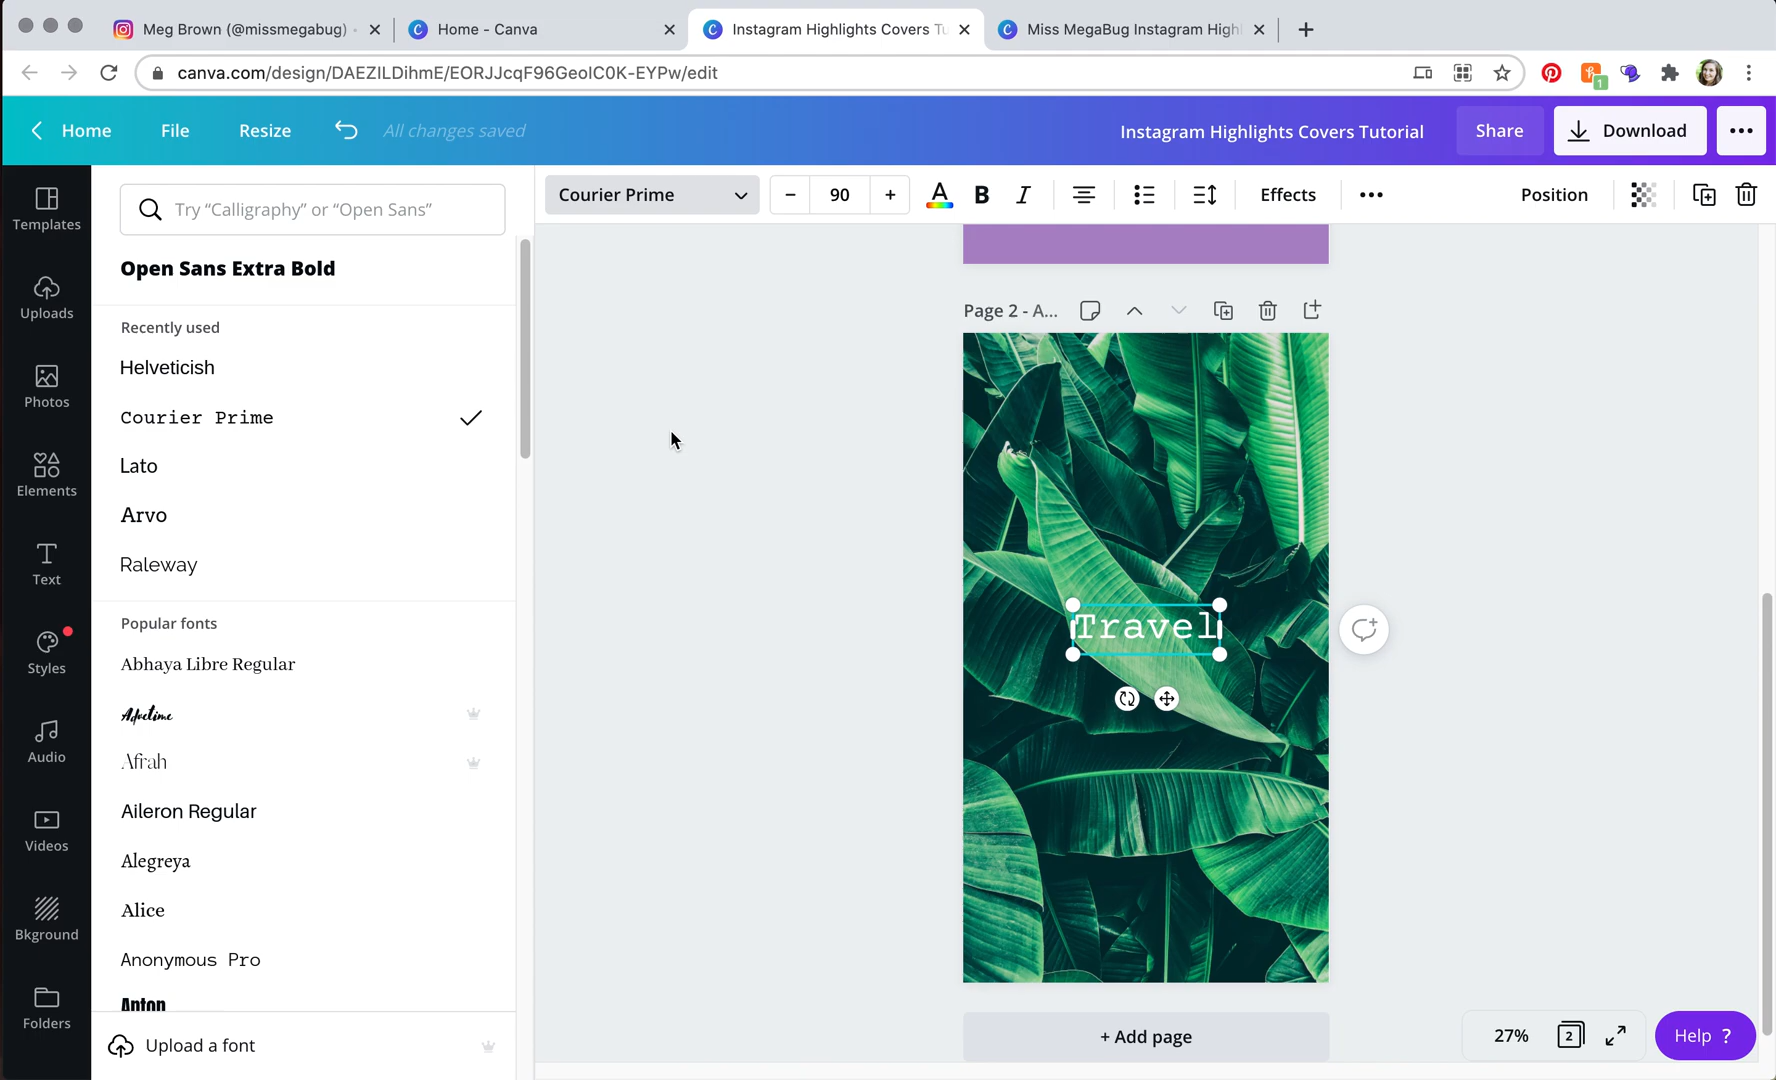 Meg Brown (@missmegabug) -
Home - Canva
Instagram Highlights Covers Tu
Miss MegaBug Instagram High
canva.com/design/DAEZILDihmE/EORJJcqF96GeoIC0K-EYPw/edit
1
Home
File
Resize
All changes saved
Instagram Highlights Covers Tutorial
Share
Download
Templates
Uploads
Photos
Elements
Text
Styles
Audio
Videos
Bkground
Folders
Try “Calligraphy” or “Open Sans”
Open Sans Extra Bold
Recently used
Helveticish
Courier Prime
Lato
Arvo
Raleway
Popular fonts
Abhaya Libre Regular
Advetime
Afrah
Aileron Regular
Alegreya
Alice
Anonymous Pro
Anton
Upload a font
Courier Prime
– 90 +
A B I
Effects
Position
Page 2 - A...
Travel
+ Add page
27%
2
Help ?